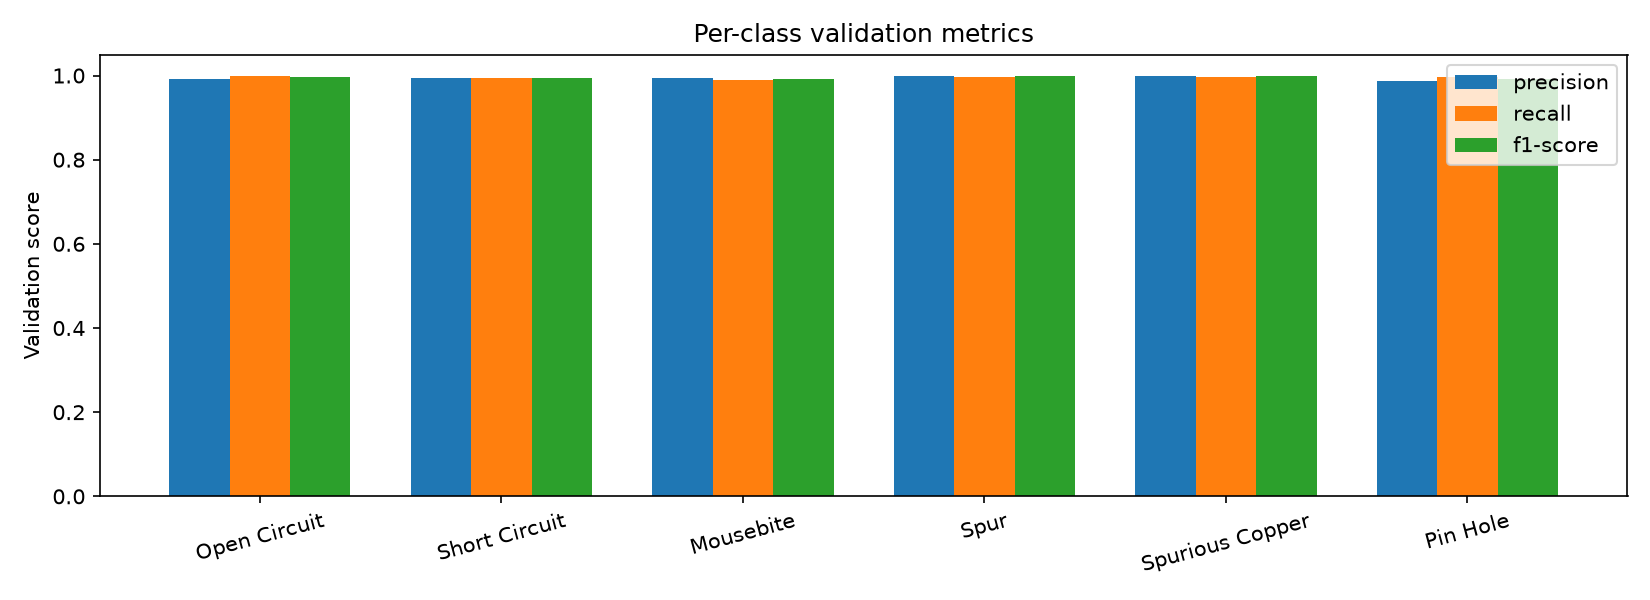 Per-class validation metrics
Validation score
1.0
0.8
0.6
0.4
0.2
0.0
precision
recall
f1-score
Open Circuit
Short Circuit
Mousebite
Spur
Spurious Copper
Pin Hole